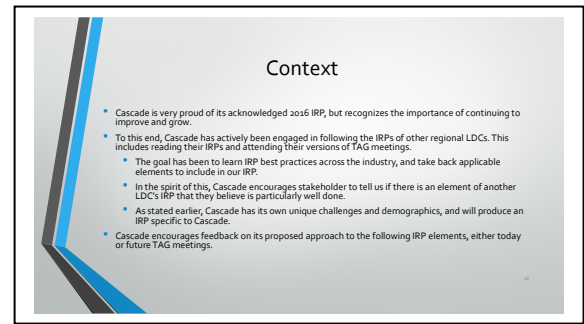 Context
• Cascade is very proud of its acknowledged 2016 IRP, but recognizes the importance of continuing to
improve and grow.
• To this end, Cascade has actively been engaged in following the IRPs of other regional LDCs. This
includes reading their IRPs and attending their versions of TAG meetings.
• The goal has been to learn IRP best practices across the industry, and take back applicable
elements to include in our IRP.
• In the spirit of this, Cascade encourages stakeholder to tell us if there is an element of another
LDC's IRP that they believe is particularly well done.
• As stated earlier, Cascade has its own unique challenges and demographics, and will produce an
IRP specific to Cascade.
• Cascade encourages feedback on its proposed approach to the following IRP elements, either today
or future TAG meetings.